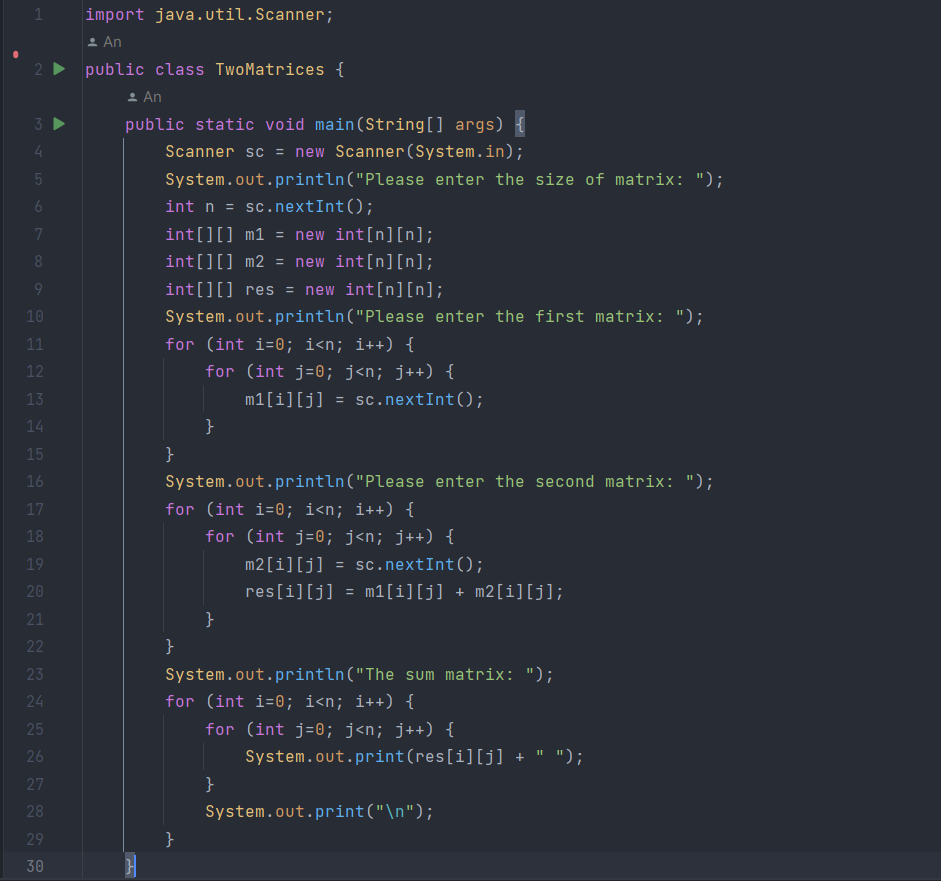 1 import java.util.Scanner;
An
2 public class TwoMatrices {
An
3 public static void main(String[] args) {
4 Scanner sc = new Scanner(System.in);
5 System.out.println("Please enter the size of matrix: ");
6 int n = sc.nextInt();
7 int[][] m1 = new int[n][n];
8 int[][] m2 = new int[n][n];
9 int[][] res = new int[n][n];
10 System.out.println("Please enter the first matrix: ");
11 for (int i=0; i<n; i++) {
12 for (int j=0; j<n; j++) {
13 m1[i][j] = sc.nextInt();
14 }
15 }
16 System.out.println("Please enter the second matrix: ");
17 for (int i=0; i<n; i++) {
18 for (int j=0; j<n; j++) {
19 m2[i][j] = sc.nextInt();
20 res[i][j] = m1[i][j] + m2[i][j];
21 }
22 }
23 System.out.println("The sum matrix: ");
24 for (int i=0; i<n; i++) {
25 for (int j=0; j<n; j++) {
26 System.out.print(res[i][j] + " ");
27 }
28 System.out.print("\n");
29 }
30 }